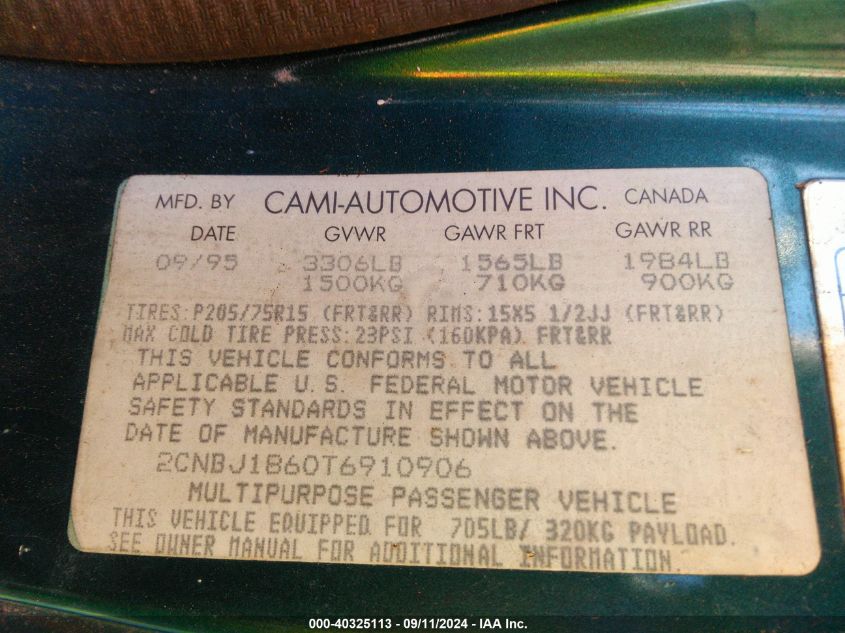 MFD. BY CAMI-AUTOMOTIVE INC. CANADA
DATE GVWR GAWR FRT GAWR RR
09/95 3306LB 1565LB 1984LB
1500KG 710KG 900KG
TIRES:P205/75R15 (FRT&RR) RIMS:15X5 1/2JJ (FRT&RR)
MAX COLD TIRE PRESS:23PSI (160KPA) FRT&RR
THIS VEHICLE CONFORMS TO ALL
APPLICABLE U.S. FEDERAL MOTOR VEHICLE
SAFETY STANDARDS IN EFFECT ON THE
DATE OF MANUFACTURE SHOWN ABOVE.
2CNBJ1860T6910906
MULTIPURPOSE PASSENGER VEHICLE
THIS VEHICLE EQUIPPED FOR 705LB/ 320KG PAYLOAD.
SEE OWNER MANUAL FOR ADDITIONAL INFORMATION.
000-40325113 - 09/11/2024 - IAA Inc.